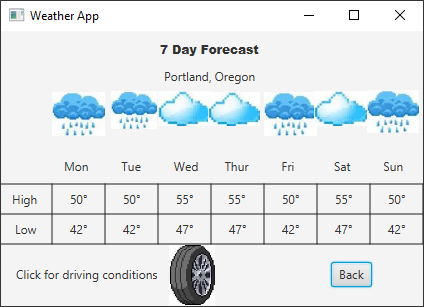 Weather App
7 Day Forecast
Portland, Oregon
Mon Tue Wed Thur Fri Sat Sun
High 50° 50° 55° 55° 50° 55° 50°
Low 42° 42° 47° 47° 42° 47° 42°
Click for driving conditions Back